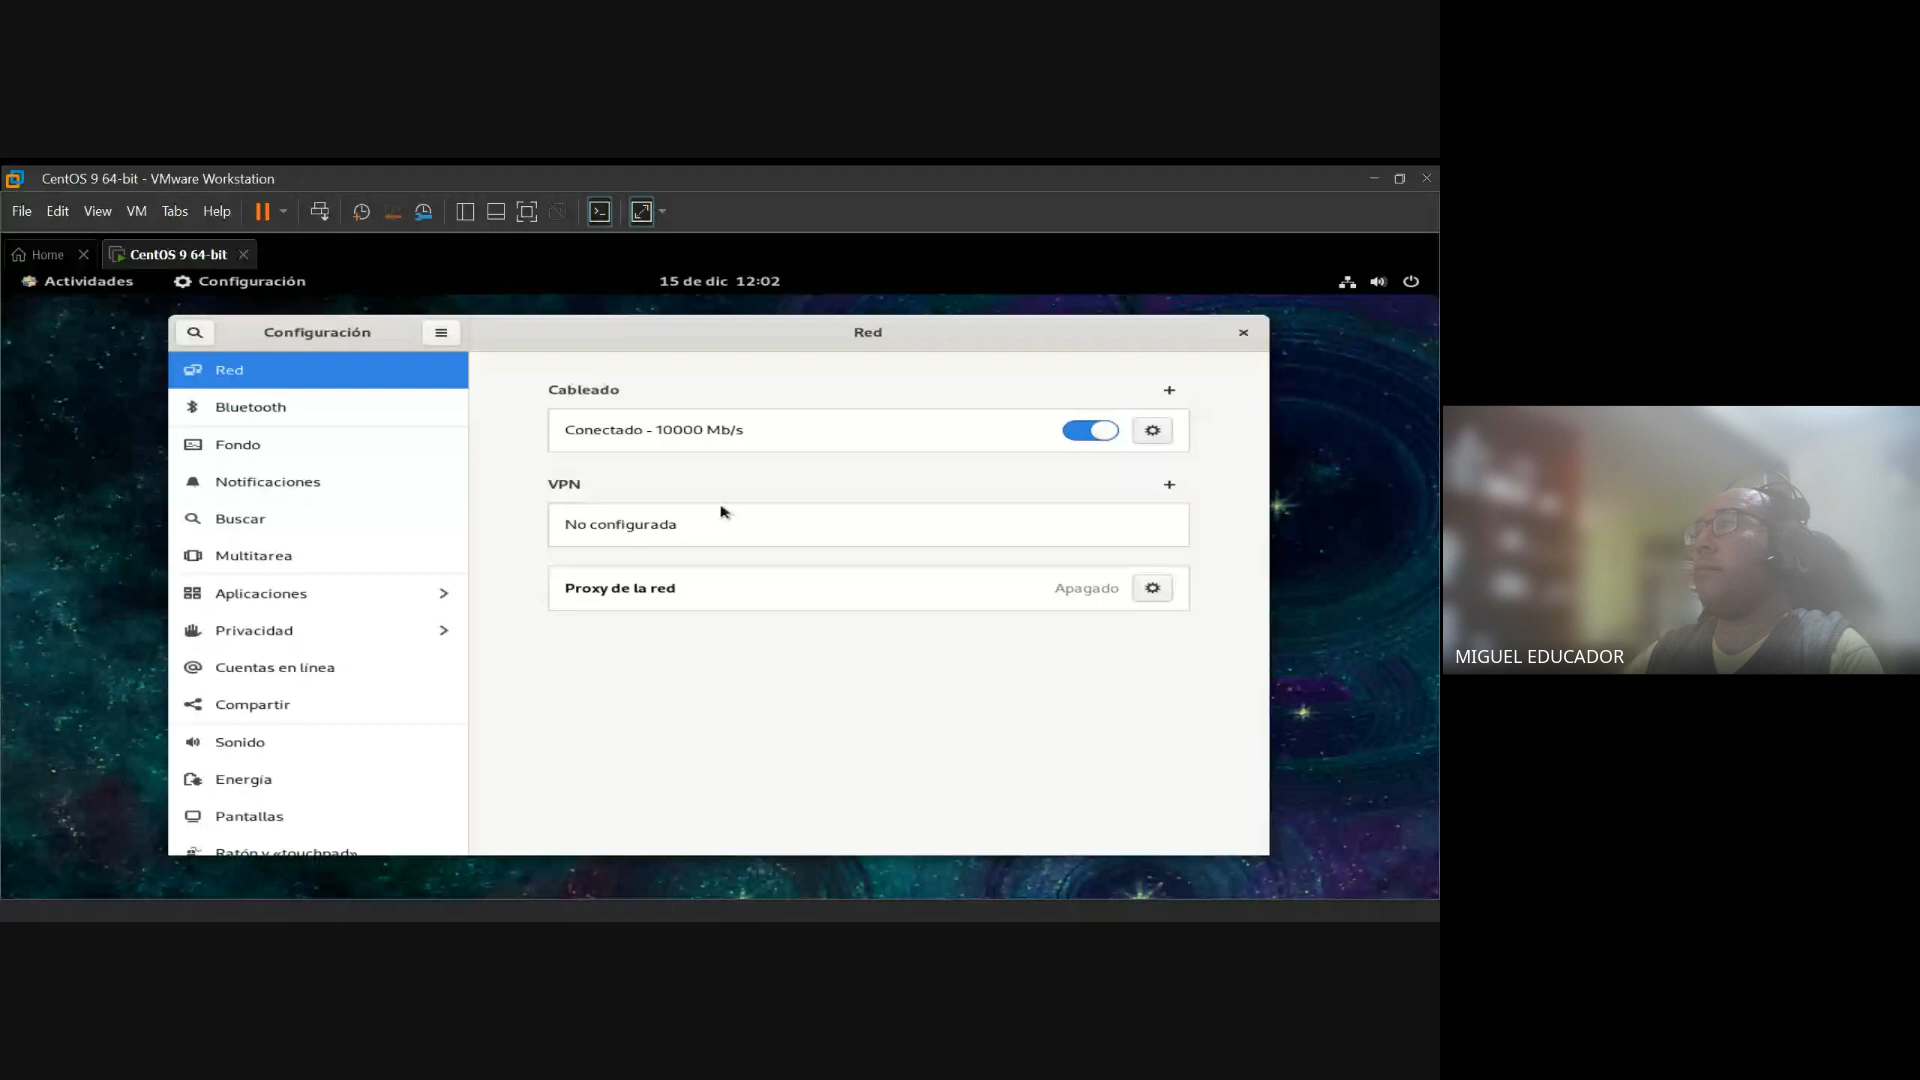 CentOS 9 64-bit - VMware Workstation
File Edit View VM Tabs Help
Home CentOS 9 64-bit
Actividades Configuración 15 de dic 12:02
Configuración Red
Red
Bluetooth
Fondo
Notificaciones
Buscar
Multitarea
Aplicaciones
Privacidad
Cuentas en línea
Compartir
Sonido
Energía
Pantallas
Ratón y «touchpad»
Cableado
Conectado - 10000 Mb/s
VPN
No configurada
Proxy de la red Apagado
MIGUEL EDUCADOR